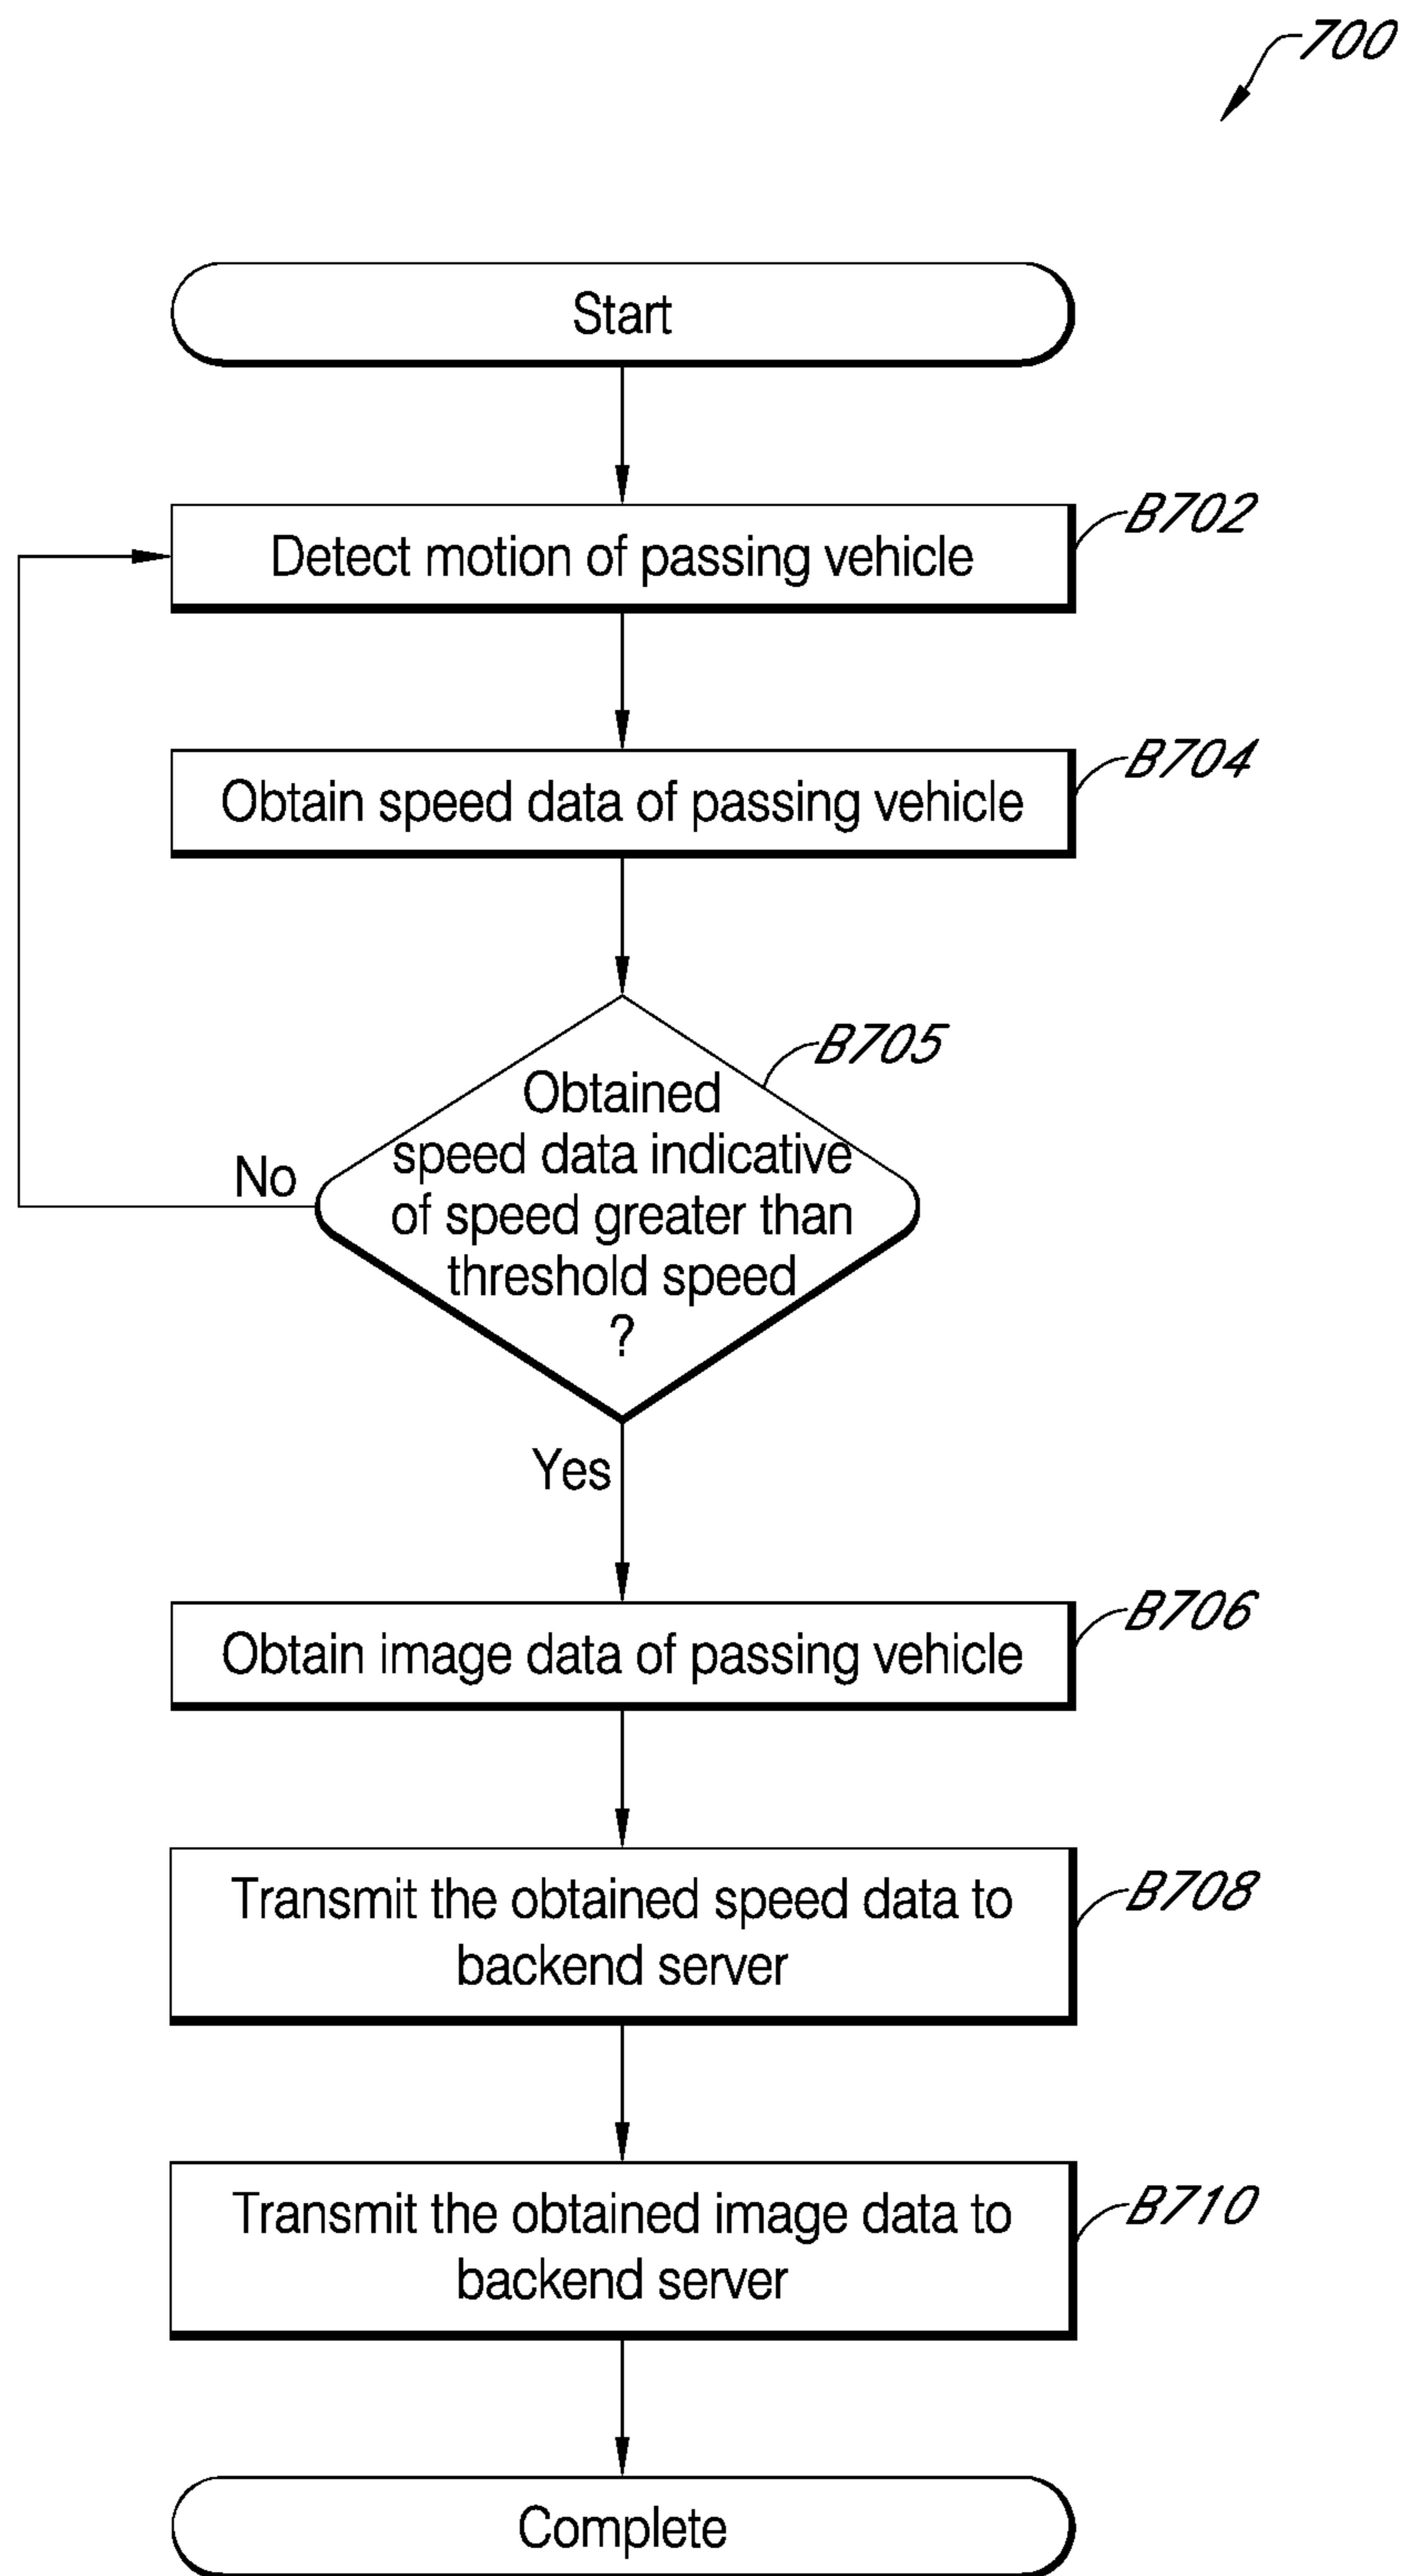 700
Start
Detect motion of passing vehicle
B702
Obtain speed data of passing vehicle
B704
B705
Obtained
speed data indicative
of speed greater than
threshold speed
?
No
Yes
Obtain image data of passing vehicle
B706
Transmit the obtained speed data to
backend server
B708
Transmit the obtained image data to
backend server
B710
Complete